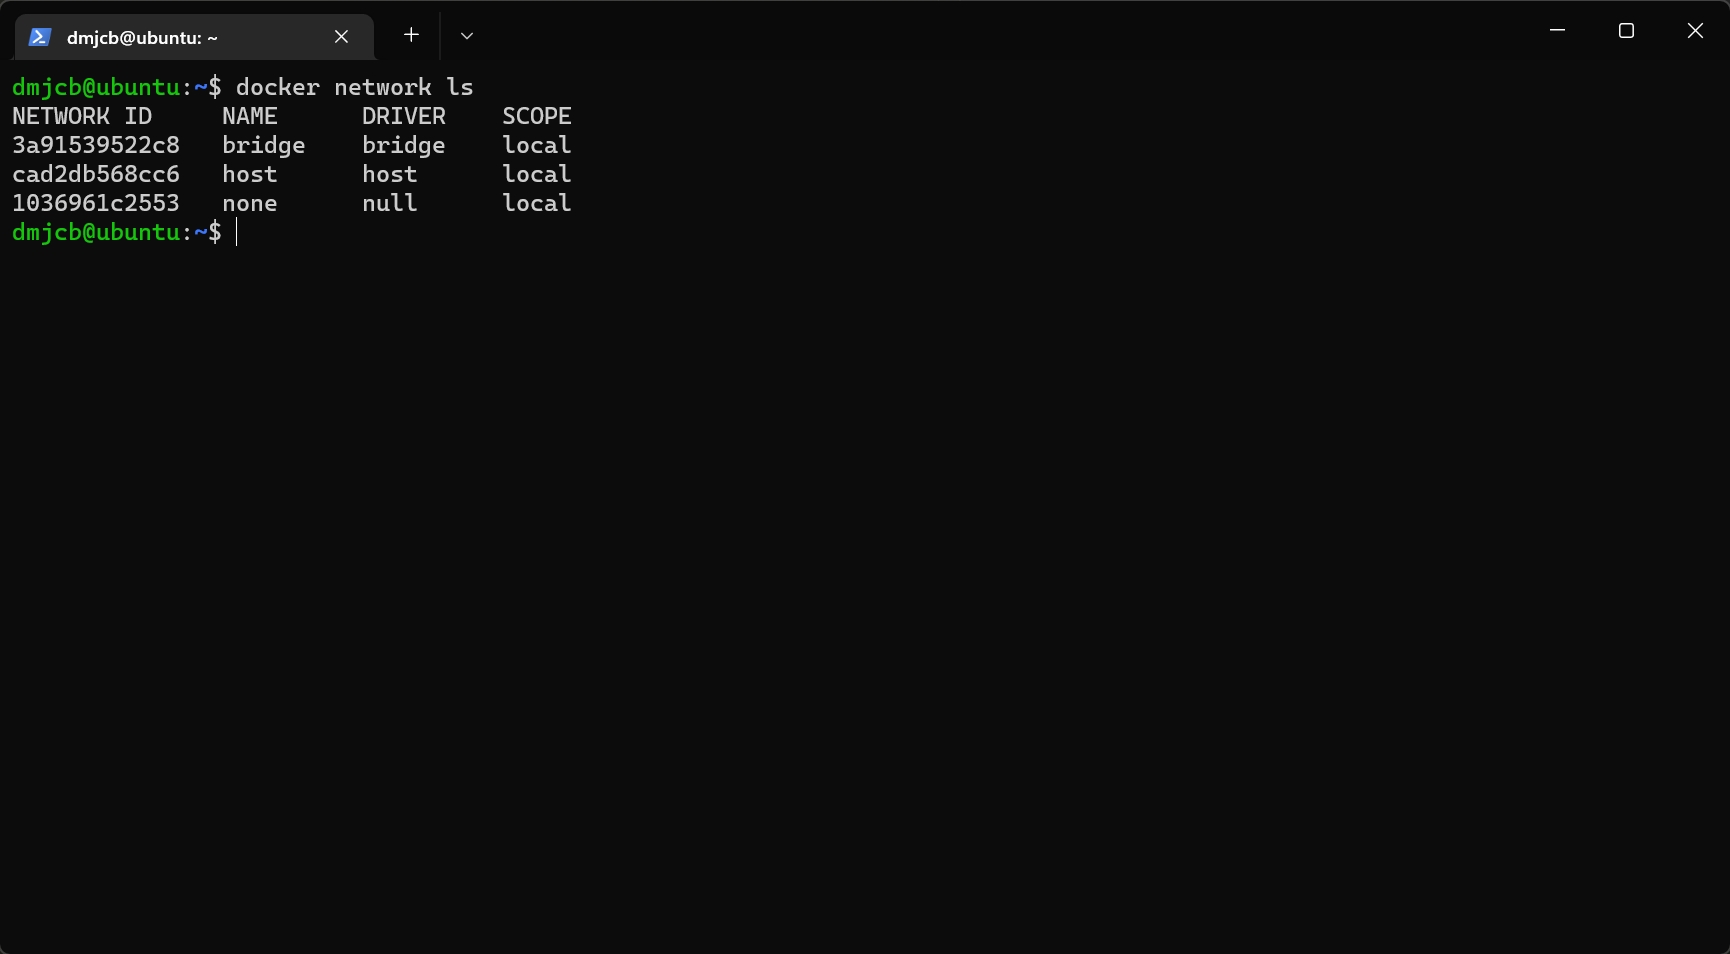 dmjcb@ubuntu: ~
dmjcb@ubuntu:~$ docker network ls
NETWORK ID     NAME      DRIVER    SCOPE
3a91539522c8   bridge    bridge    local
cad2db568cc6   host      host      local
1036961c2553   none      null      local
dmjcb@ubuntu:~$